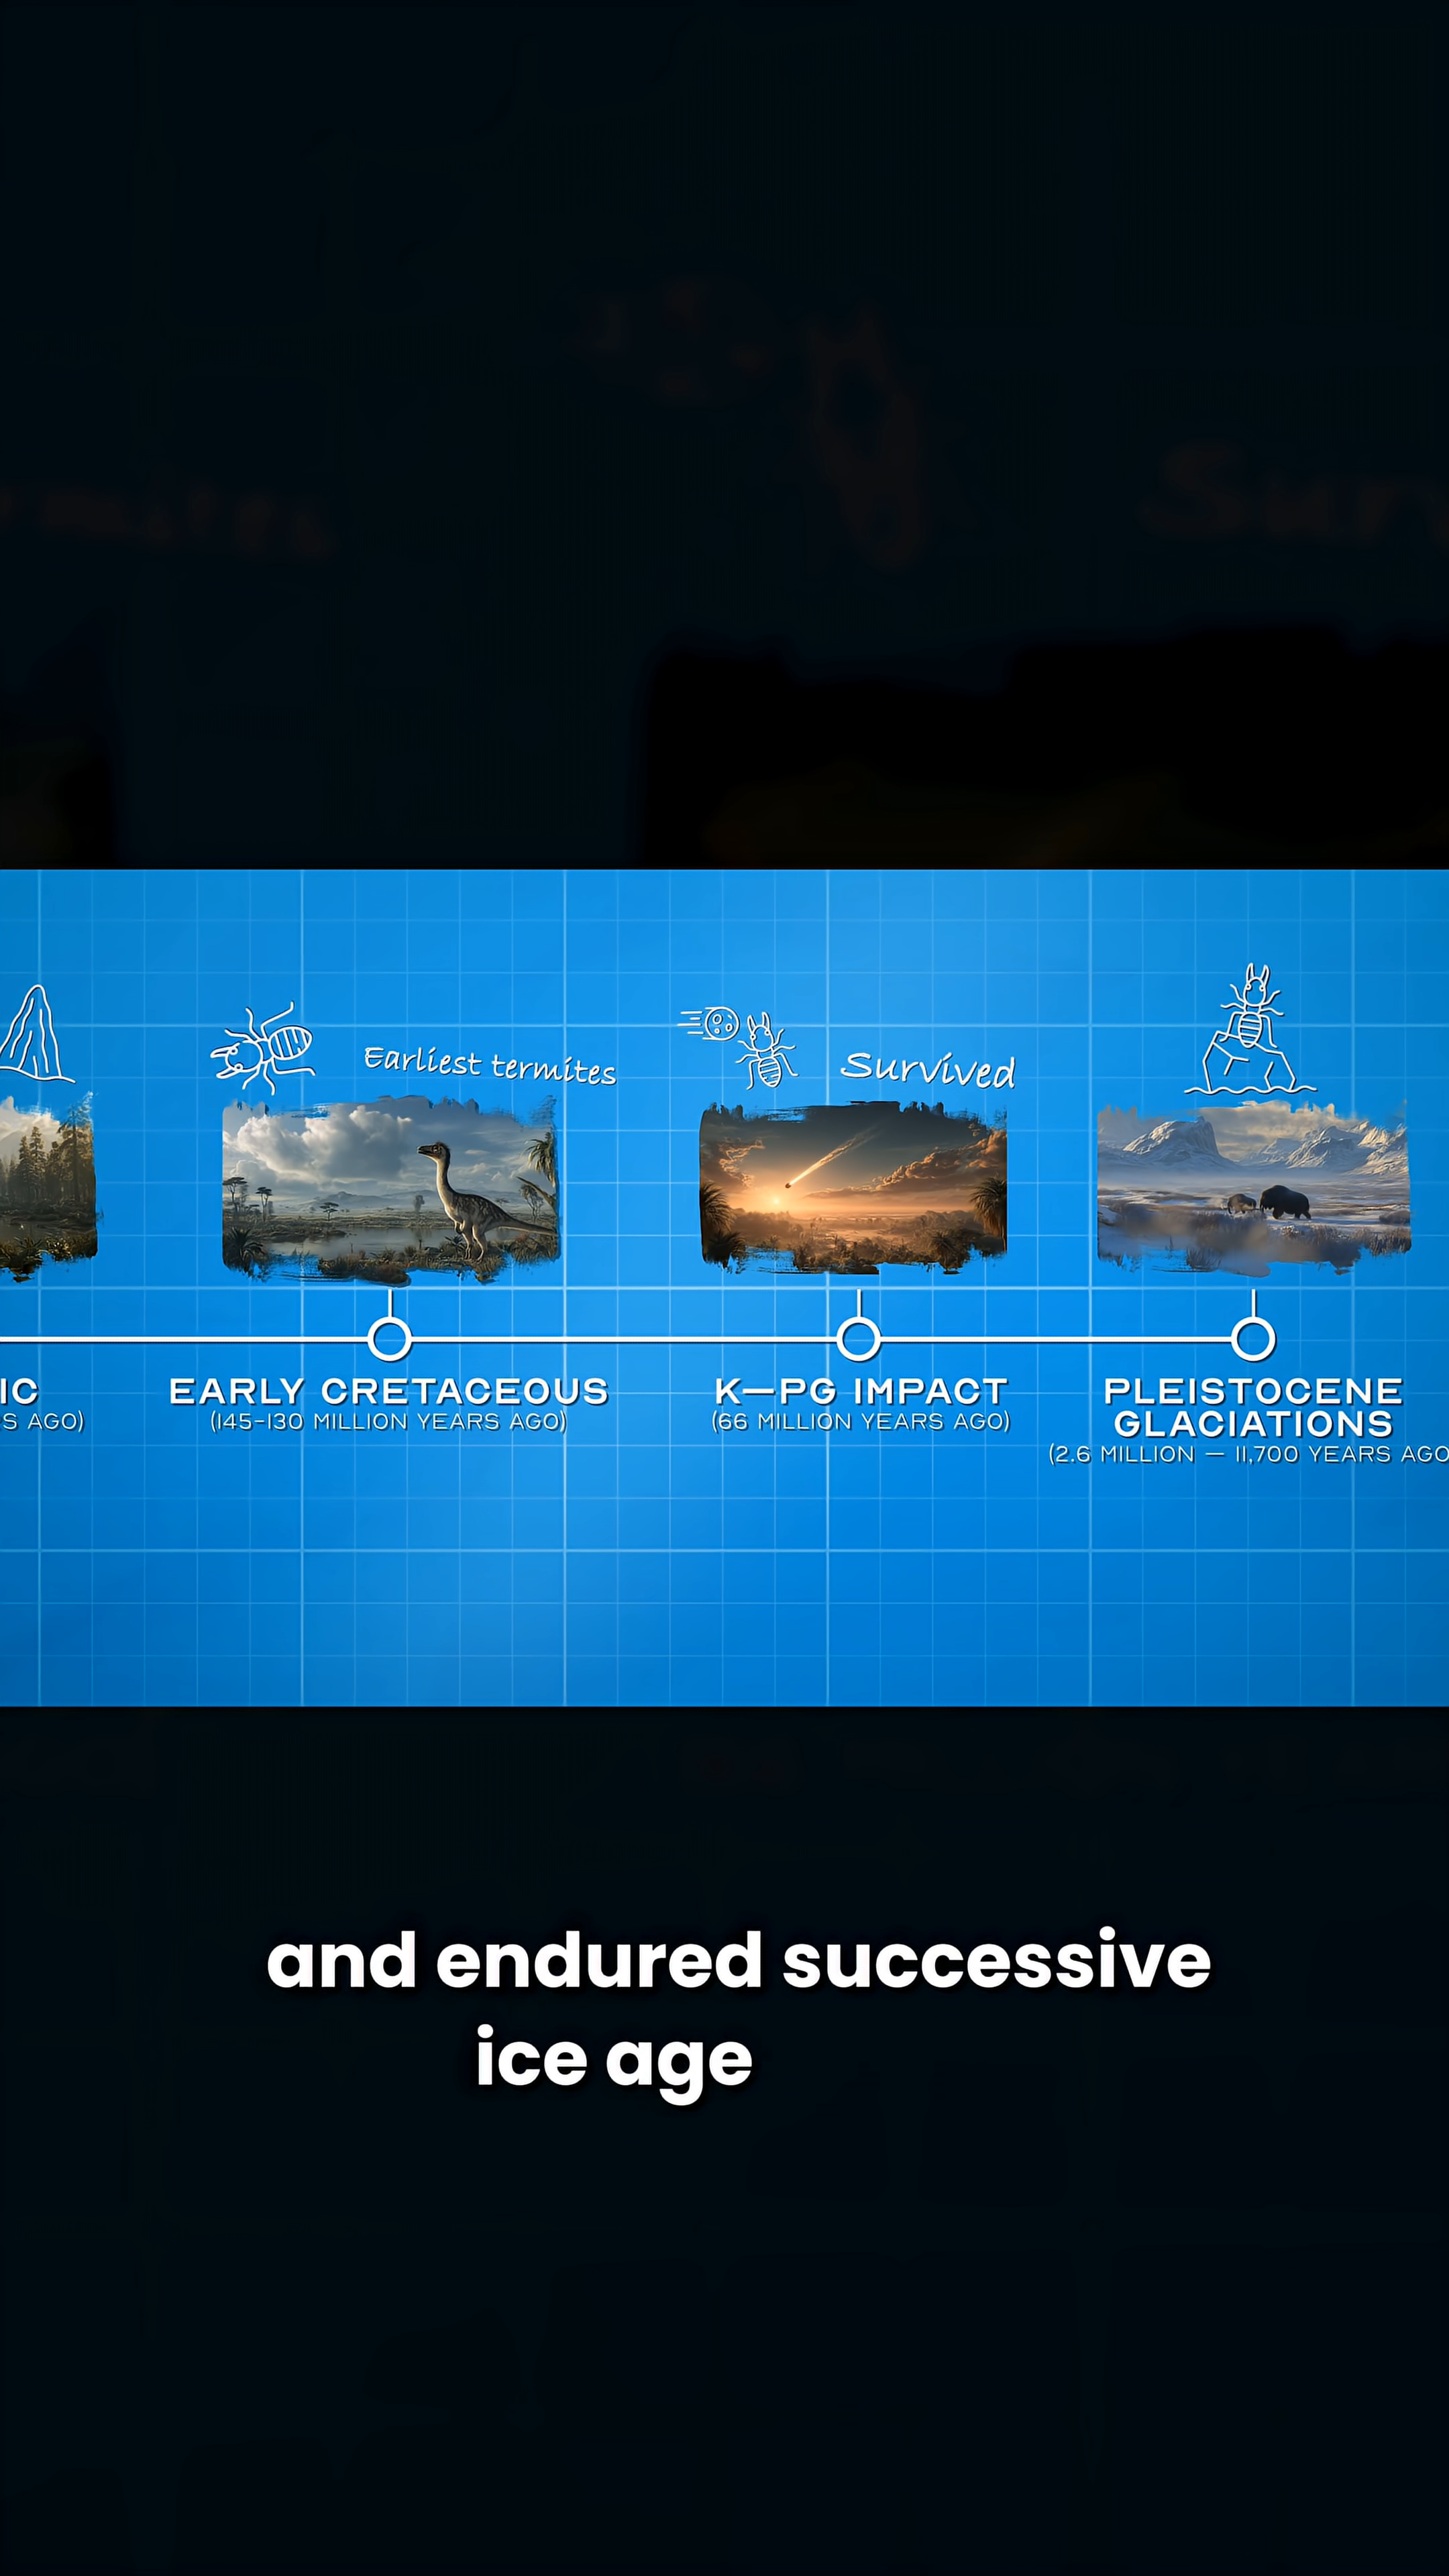 Earliest termites
Survived
IC
S AGO)
EARLY CRETACEOUS
(145-130 MILLION YEARS AGO)
K–PG IMPACT
(66 MILLION YEARS AGO)
PLEISTOCENE
GLACIATIONS
(2.6 MILLION — 11,700 YEARS AGO
and endured successive
ice age